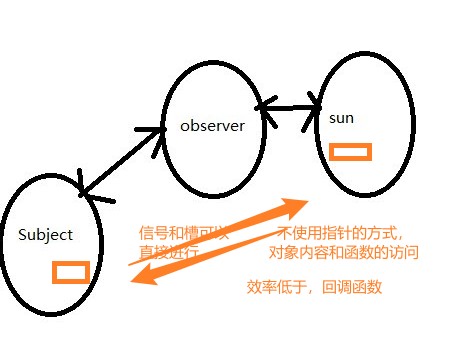 observer
sun
Subject
信号和槽可以
直接进行
不使用指针的方式，
对象内容和函数的访问
效率低于，回调函数